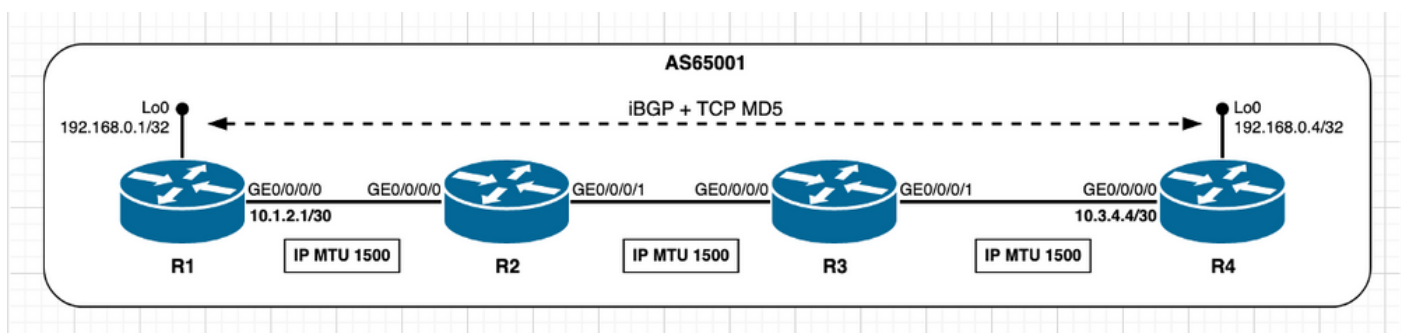 AS65001
iBGP + TCP MD5
Lo0
192.168.0.1/32
Lo0
192.168.0.4/32
GE0/0/0/0
GE0/0/0/0
GE0/0/0/1
GE0/0/0/0
GE0/0/0/1
GE0/0/0/0
10.1.2.1/30
10.3.4.4/30
IP MTU 1500
IP MTU 1500
IP MTU 1500
R1
R2
R3
R4